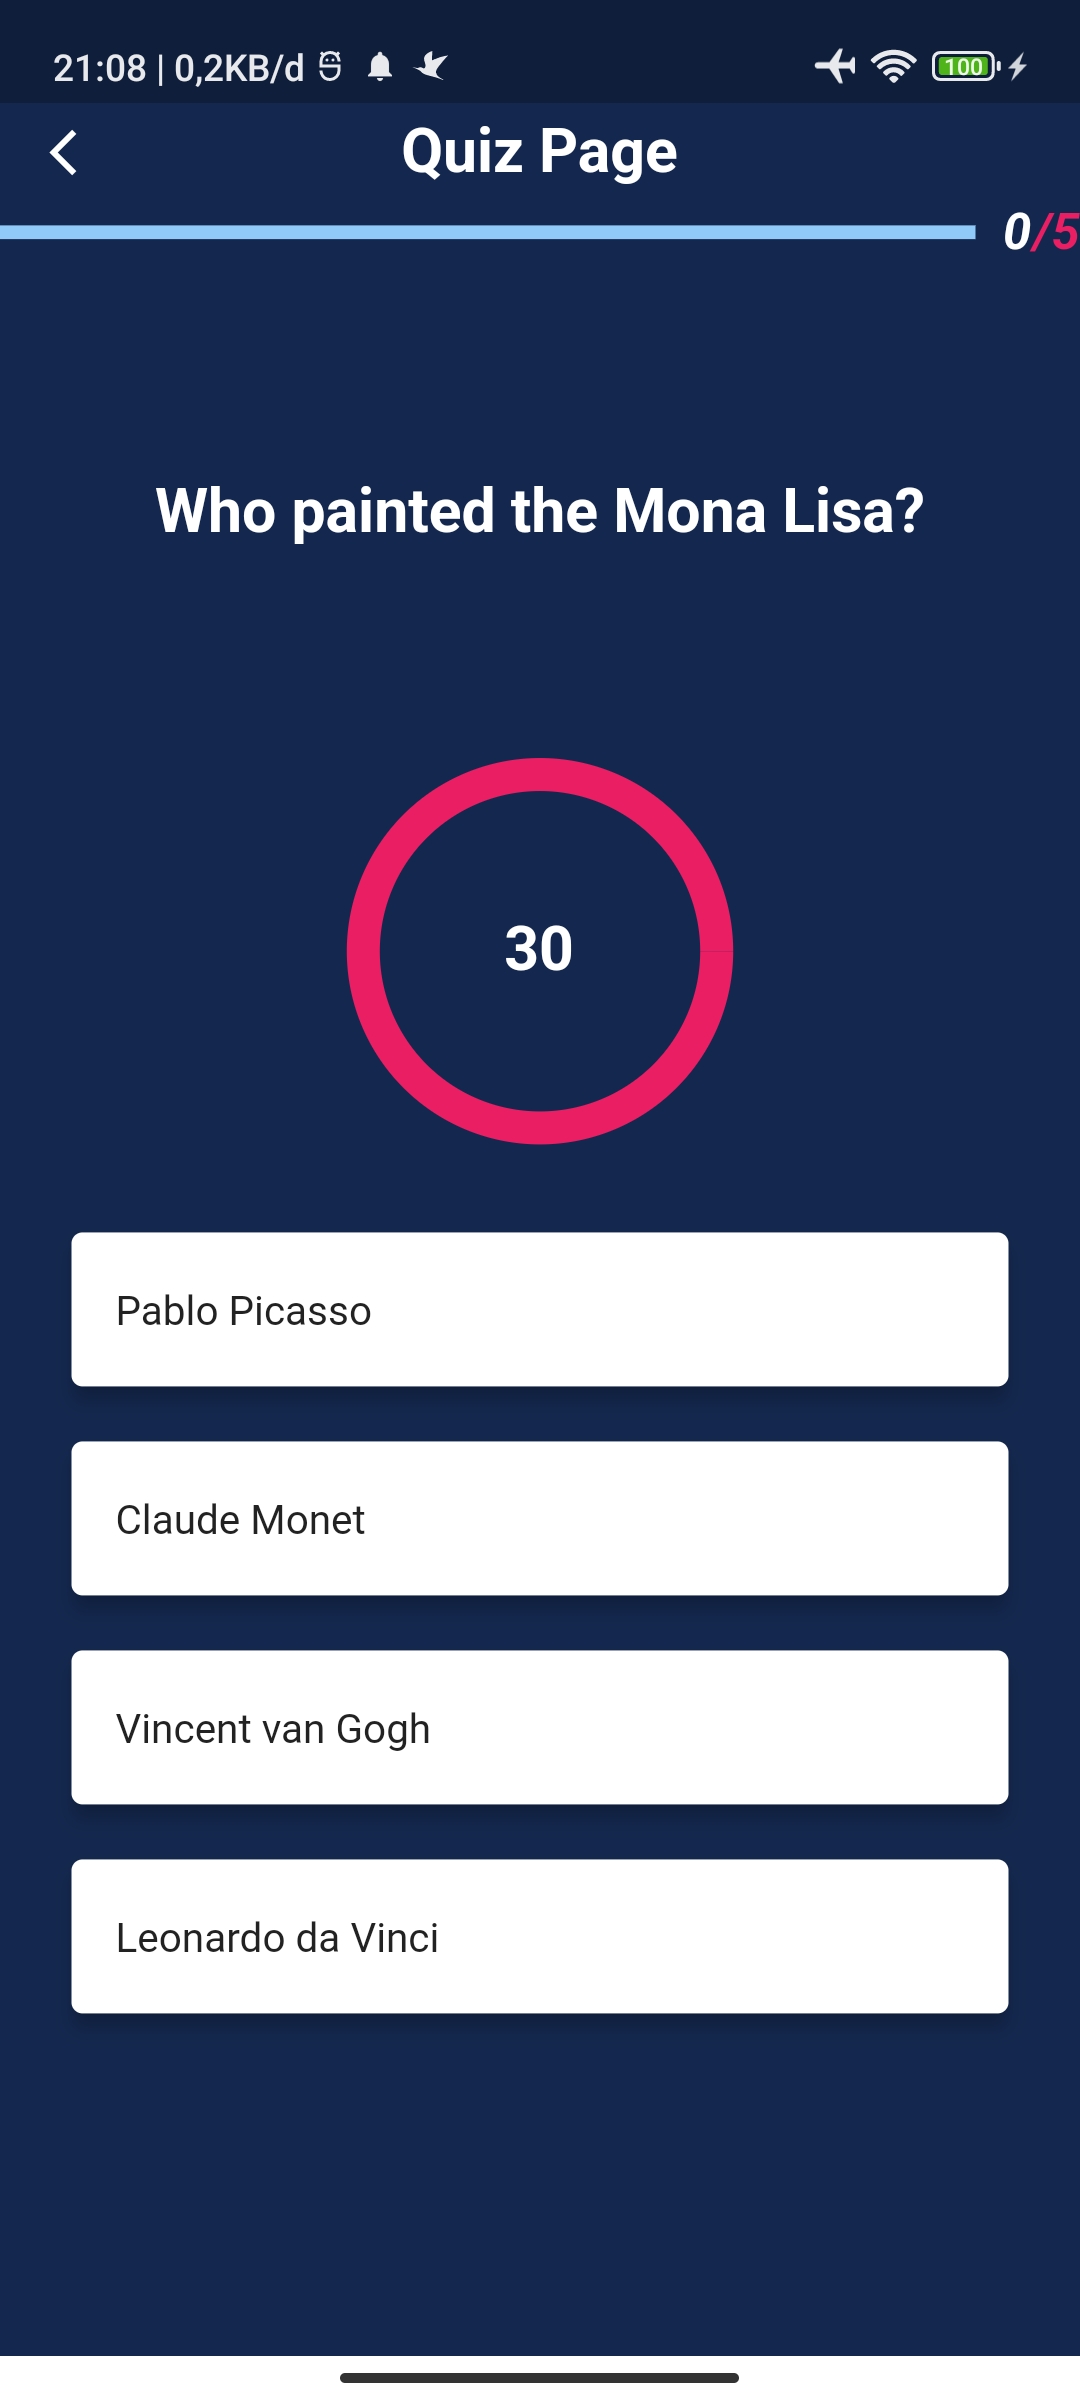 21:08 | 0,2KB/d
100
Quiz Page
0/5
Who painted the Mona Lisa?
30
Pablo Picasso
Claude Monet
Vincent van Gogh
Leonardo da Vinci